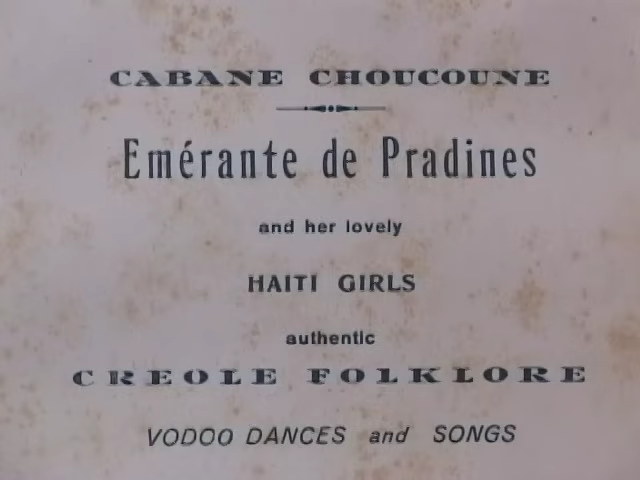 CABANE CHOUCOUNE
Emérante de Pradines
and her lovely
HAITI GIRLS
authentic
CREOLE FOLKLORE
VODOO DANCES and SONGS